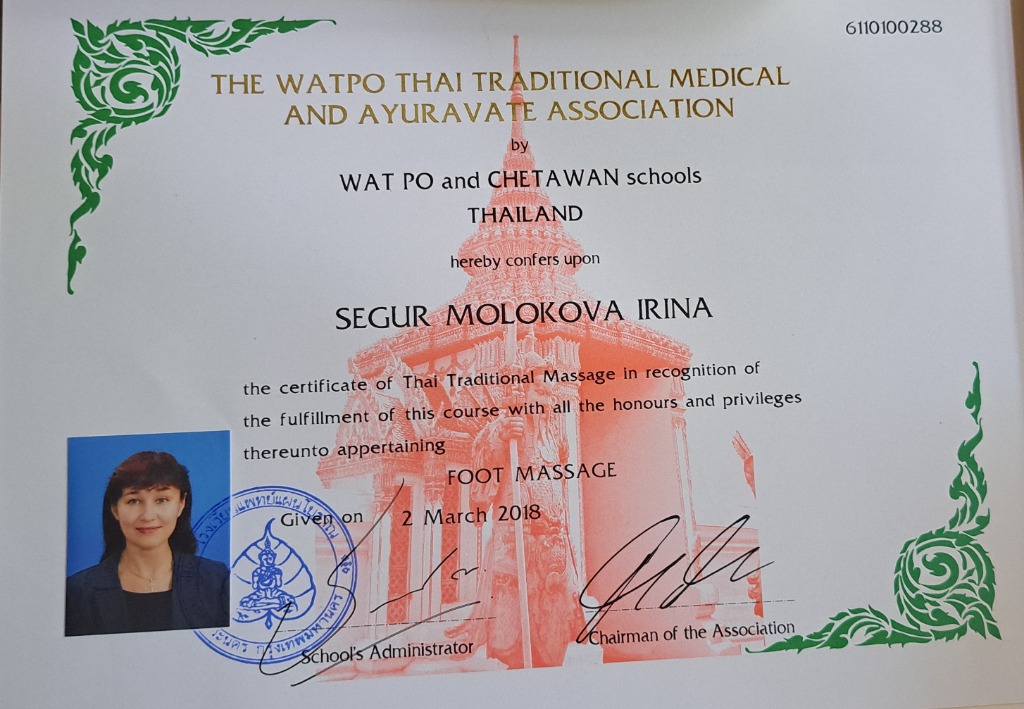 6110100288
THE WATPO THAI TRADITIONAL MEDICAL
AND AYURAVATE ASSOCIATION
by
WAT PO and CHETAWAN schools
THAILAND
hereby confers upon
SEGUR MOLOKOVA IRINA
the certificate of Thai Traditional Massage in recognition of
the fulfillment of this course with all the honours and privileges
thereunto appertaining
FOOT MASSAGE
Given on 2 March 2018
School's Administrator
Chairman of the Association